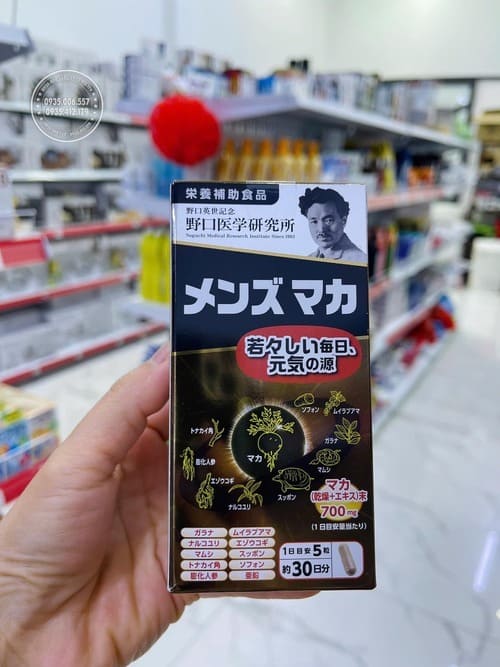 0935.006.557
0935.412.179
栄養補助食品
野口英世記念
野口医学研究所
Noguchi Medical Research Institute Since 1983
メンズ マカ
若々しい毎日、
元気の源
ソフォン
ムイラプアマ
トナカイ角
ガラナ
マカ
膨化人参
マムシ
エゾウコギ
スッポン
ナルコユリ
マカ
(乾燥+エキス)末
700mg
(1日目安量当たり)
ガラナ
ムイラプアマ
ナルコユリ
エゾウコギ
マムシ
スッポン
トナカイ角
ソフォン
膨化人参
亜鉛
1日目安 5粒
約30日分